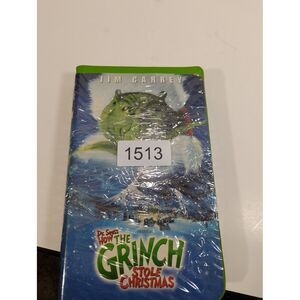 JIM CARREY
1513
Dr. Seuss'
HOW THE
GRINCH
STOLE
CHRISTMAS